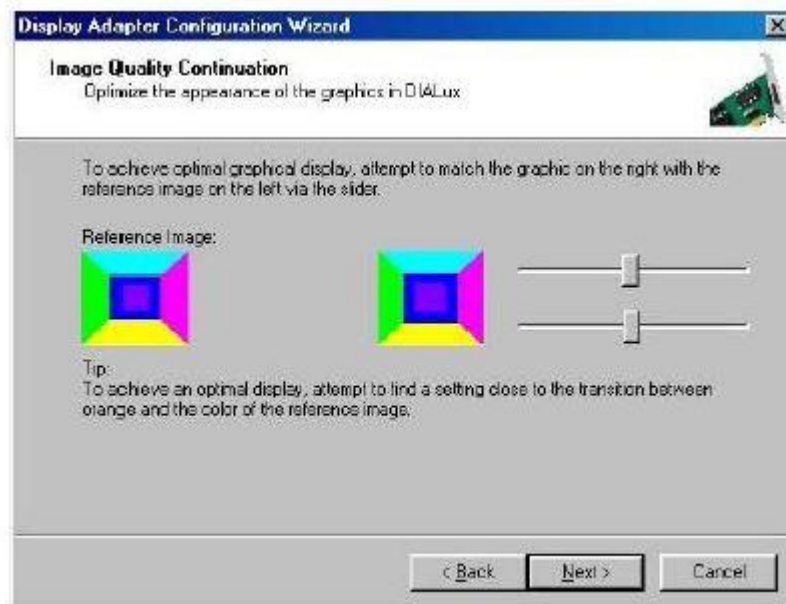 Display Adapter Configuration Wizard
Image Quality Continuation
Optimize the appearance of the graphics in DIALux
To achieve optimal graphical display, attempt to match the graphic on the right with the
reference image on the left via the slider.
Reference Image:
Tip:
To achieve an optimal display, attempt to find a setting close to the transition between
orange and the color of the reference image.
< Back
Next >
Cancel